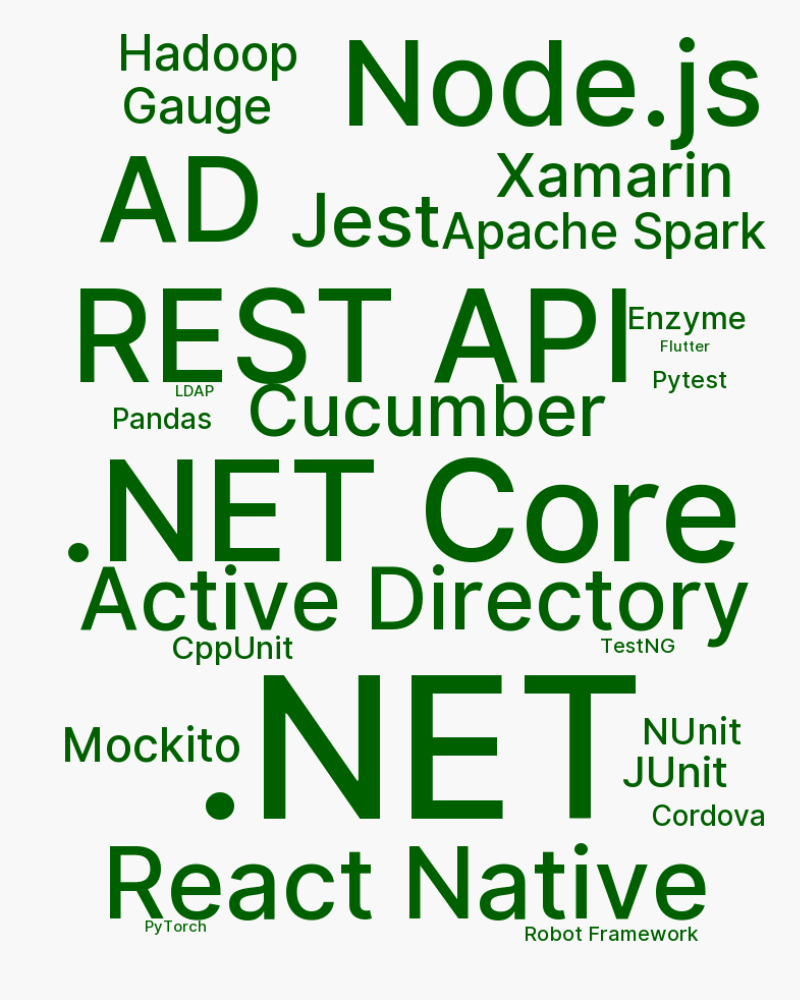 Hadoop
Node.js
Gauge
AD
Xamarin
Jest
Apache Spark
REST API
Enzyme
Flutter
Pytest
LDAP
Pandas
Cucumber
.NET Core
Active Directory
CppUnit
TestNG
.NET
Mockito
NUnit
JUnit
Cordova
React Native
PyTorch
Robot Framework